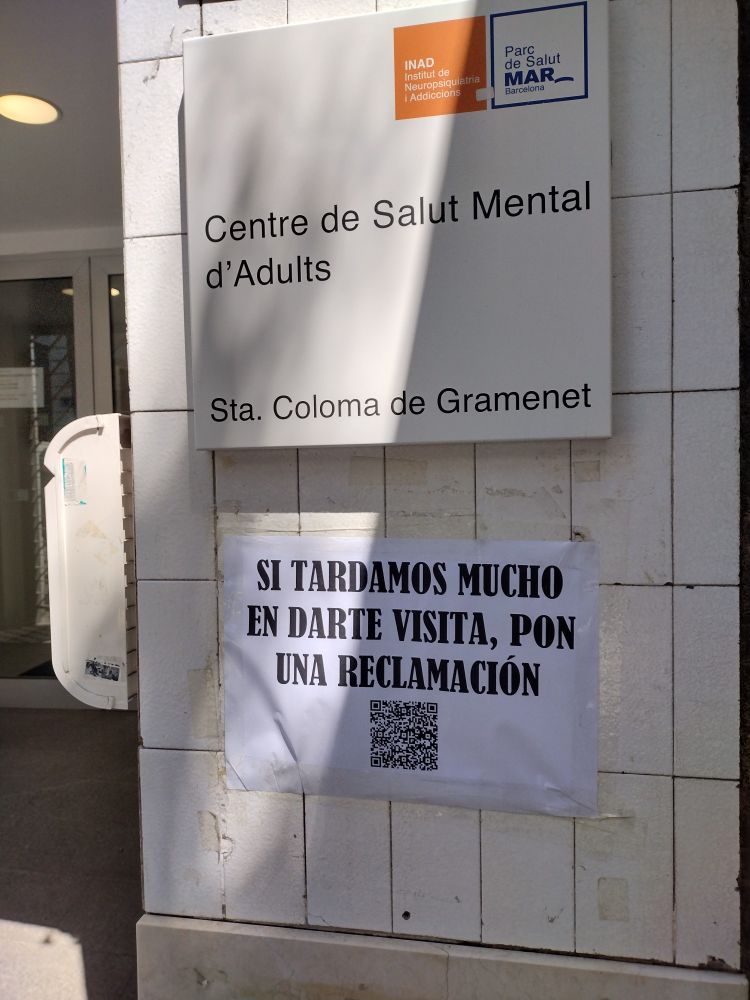 INAD
Institut de
Neuropsiquiatria
i Addiccions
Parc
de Salut
MAR
Barcelona
Centre de Salut Mental
d'Adults
Sta. Coloma de Gramenet
SI TARDAMOS MUCHO
EN DARTE VISITA, PON
UNA RECLAMACIÓN